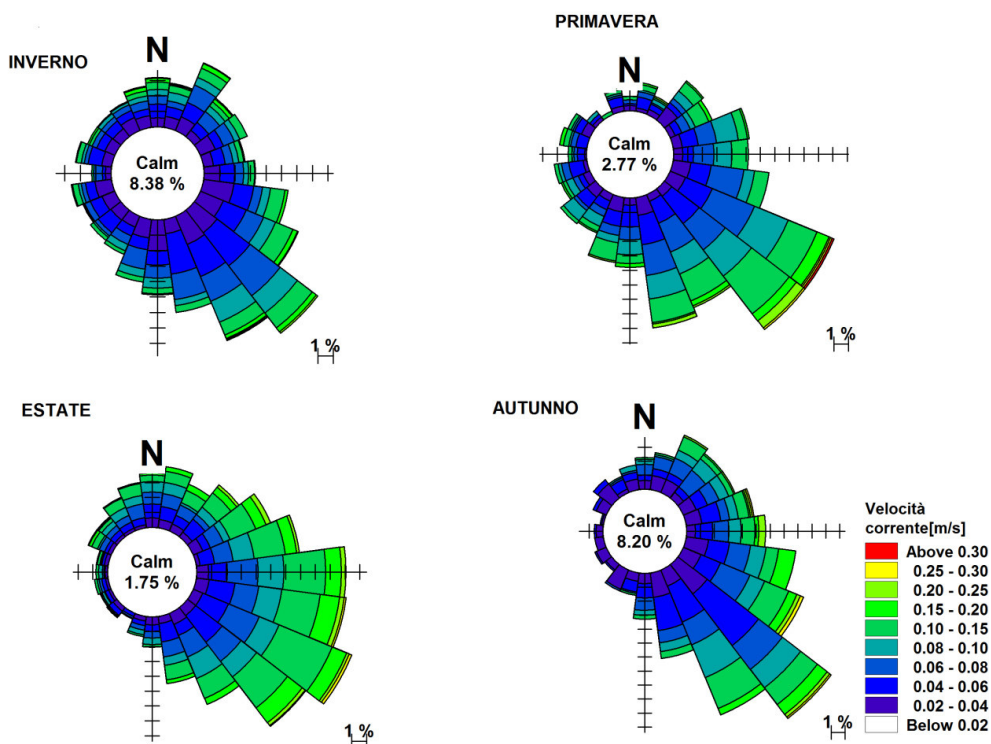 INVERNO
N
Calm
8.38 %
1 %
PRIMAVERA
N
Calm
2.77 %
1 %
ESTATE
N
Calm
1.75 %
1 %
AUTUNNO
N
Calm
8.20 %
1 %
Velocità
corrente[m/s]
Above 0.30
0.25 - 0.30
0.20 - 0.25
0.15 - 0.20
0.10 - 0.15
0.08 - 0.10
0.06 - 0.08
0.04 - 0.06
0.02 - 0.04
Below 0.02